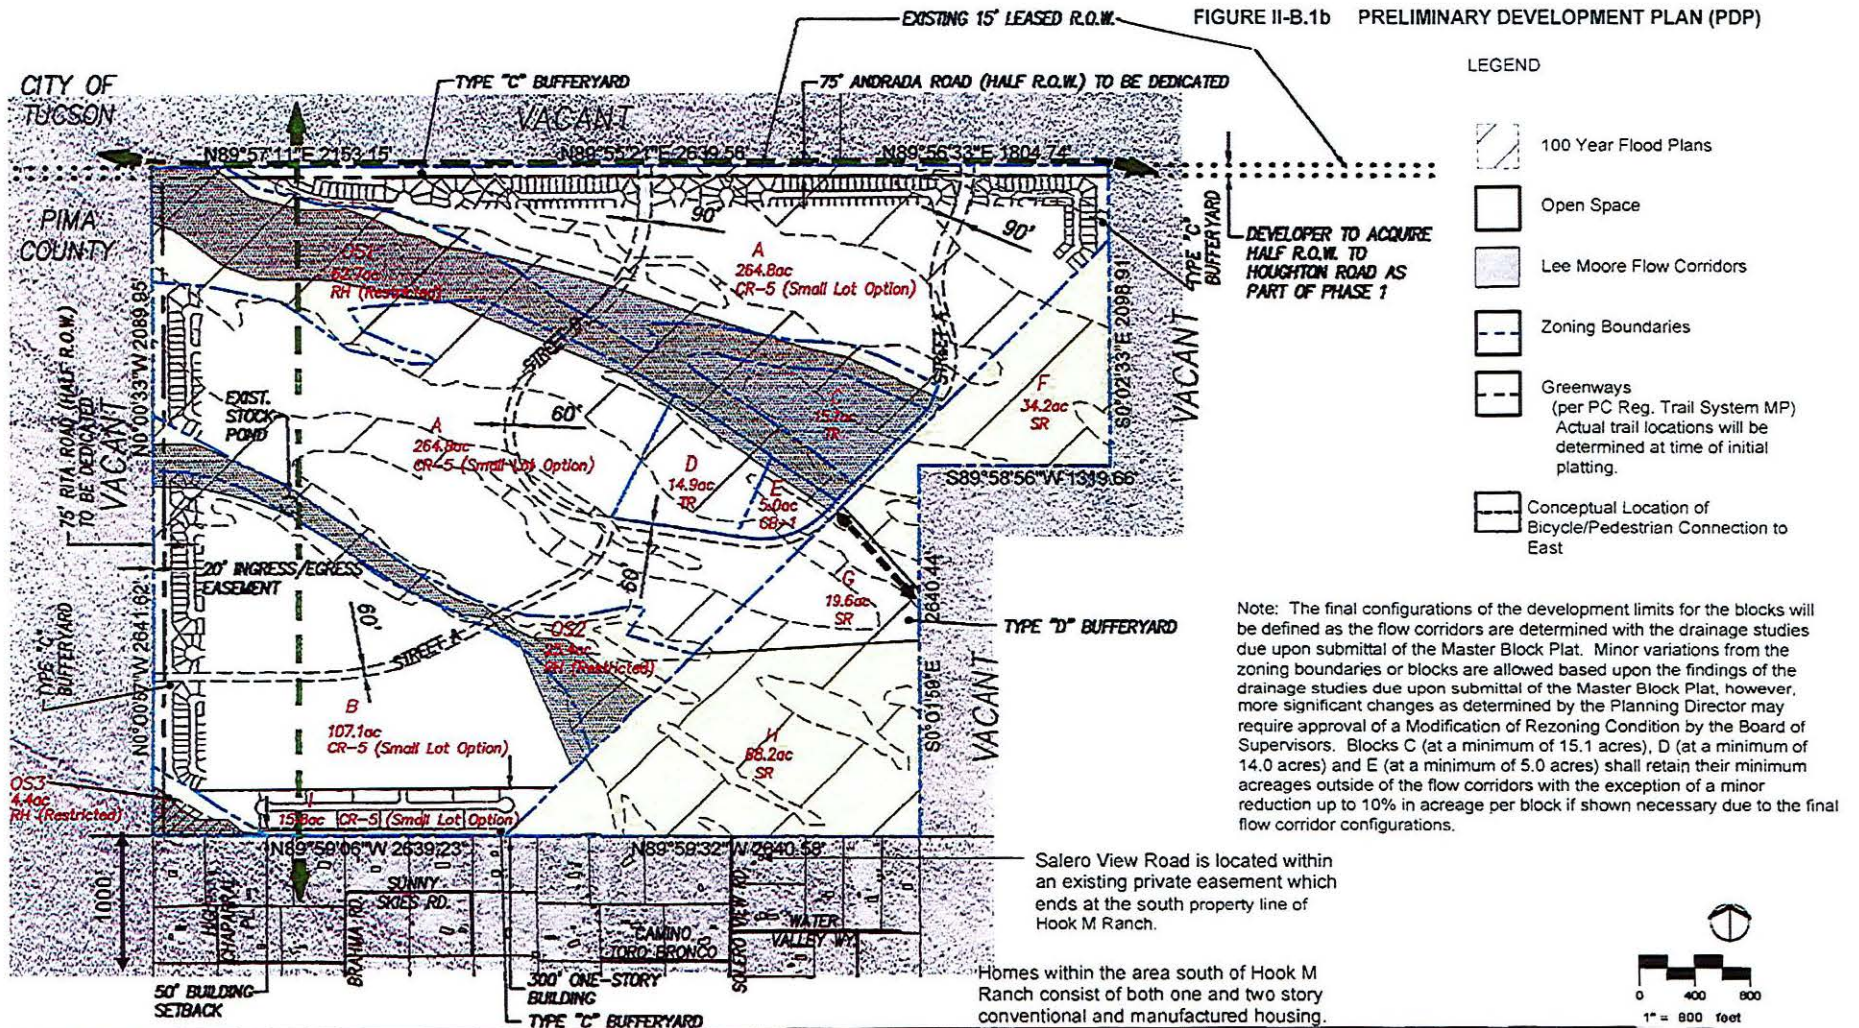 EXISTING 15' LEASED R.O.W.
FIGURE II-B.1b PRELIMINARY DEVELOPMENT PLAN (PDP)
LEGEND
CITY OF
TUCSON
TYPE "C" BUFFERYARD
75' ANDRADA ROAD (HALF R.O.W.) TO BE DEDICATED
VACANT
N89°57'11"E 2153.15'
N89°55'21"E 2639.56'
N89°56'33"E 1804.74'
100 Year Flood Plans
Open Space
Lee Moore Flow Corridors
Zoning Boundaries
Greenways
(per PC Reg. Trail System MP)
Actual trail locations will be
determined at time of initial
platting.
Conceptual Location of
Bicycle/Pedestrian Connection to
East
PIMA
COUNTY
90'
90'
TYPE "C"
BUFFERYARD
DEVELOPER TO ACQUIRE
HALF R.O.W. TO
HOUGHTON ROAD AS
PART OF PHASE 1
OS1
RH (Restricted)
A
264.8ac
CR-5 (Small Lot Option)
N0°00'33"W 2089.95'
75' RITA ROAD (HALF R.O.W.)
TO BE DEDICATED
VACANT
STREET B
STREET A
S0°02'33"E 2098.91'
VACANT
EXIST.
STOCK
POND
60'
A
264.8ac
CR-5 (Small Lot Option)
C
TR
F
34.2ac
SR
D
14.9ac
TR
E
5.0ac
CB-1
S89°58'56"W 1319.66'
20' INGRESS/EGRESS
EASEMENT
60'
60'
G
19.6ac
SR
2640.44'
S0°01'59"E
TYPE "D" BUFFERYARD
VACANT
TYPE "C"
BUFFERYARD
N0°00'07"W 2641.62'
STREET A
OS2
RH (Restricted)
B
107.1ac
CR-5 (Small Lot Option)
H
88.2ac
SR
OS3
4.4ac
RH (Restricted)
I
CR-5 (Small Lot Option)
N89°59'06"W 2639.23'
N89°59'32"W 2640.58'
Note: The final configurations of the development limits for the blocks will
be defined as the flow corridors are determined with the drainage studies
due upon submittal of the Master Block Plat. Minor variations from the
zoning boundaries or blocks are allowed based upon the findings of the
drainage studies due upon submittal of the Master Block Plat, however,
more significant changes as determined by the Planning Director may
require approval of a Modification of Rezoning Condition by the Board of
Supervisors. Blocks C (at a minimum of 15.1 acres), D (at a minimum of
14.0 acres) and E (at a minimum of 5.0 acres) shall retain their minimum
acreages outside of the flow corridors with the exception of a minor
reduction up to 10% in acreage per block if shown necessary due to the final
flow corridor configurations.
1000'
HIGH
CHAPARRAL
PL
BRAHMA RD.
SUNNY
SKIES RD.
CAMINO
TORO BRONCO
SOLERO VIEW RD.
WATER
VALLEY WY.
Salero View Road is located within
an existing private easement which
ends at the south property line of
Hook M Ranch.
50' BUILDING
SETBACK
300' ONE-STORY
BUILDING
TYPE "C" BUFFERYARD
Homes within the area south of Hook M
Ranch consist of both one and two story
conventional and manufactured housing.
0 400 800
1" = 800 feet